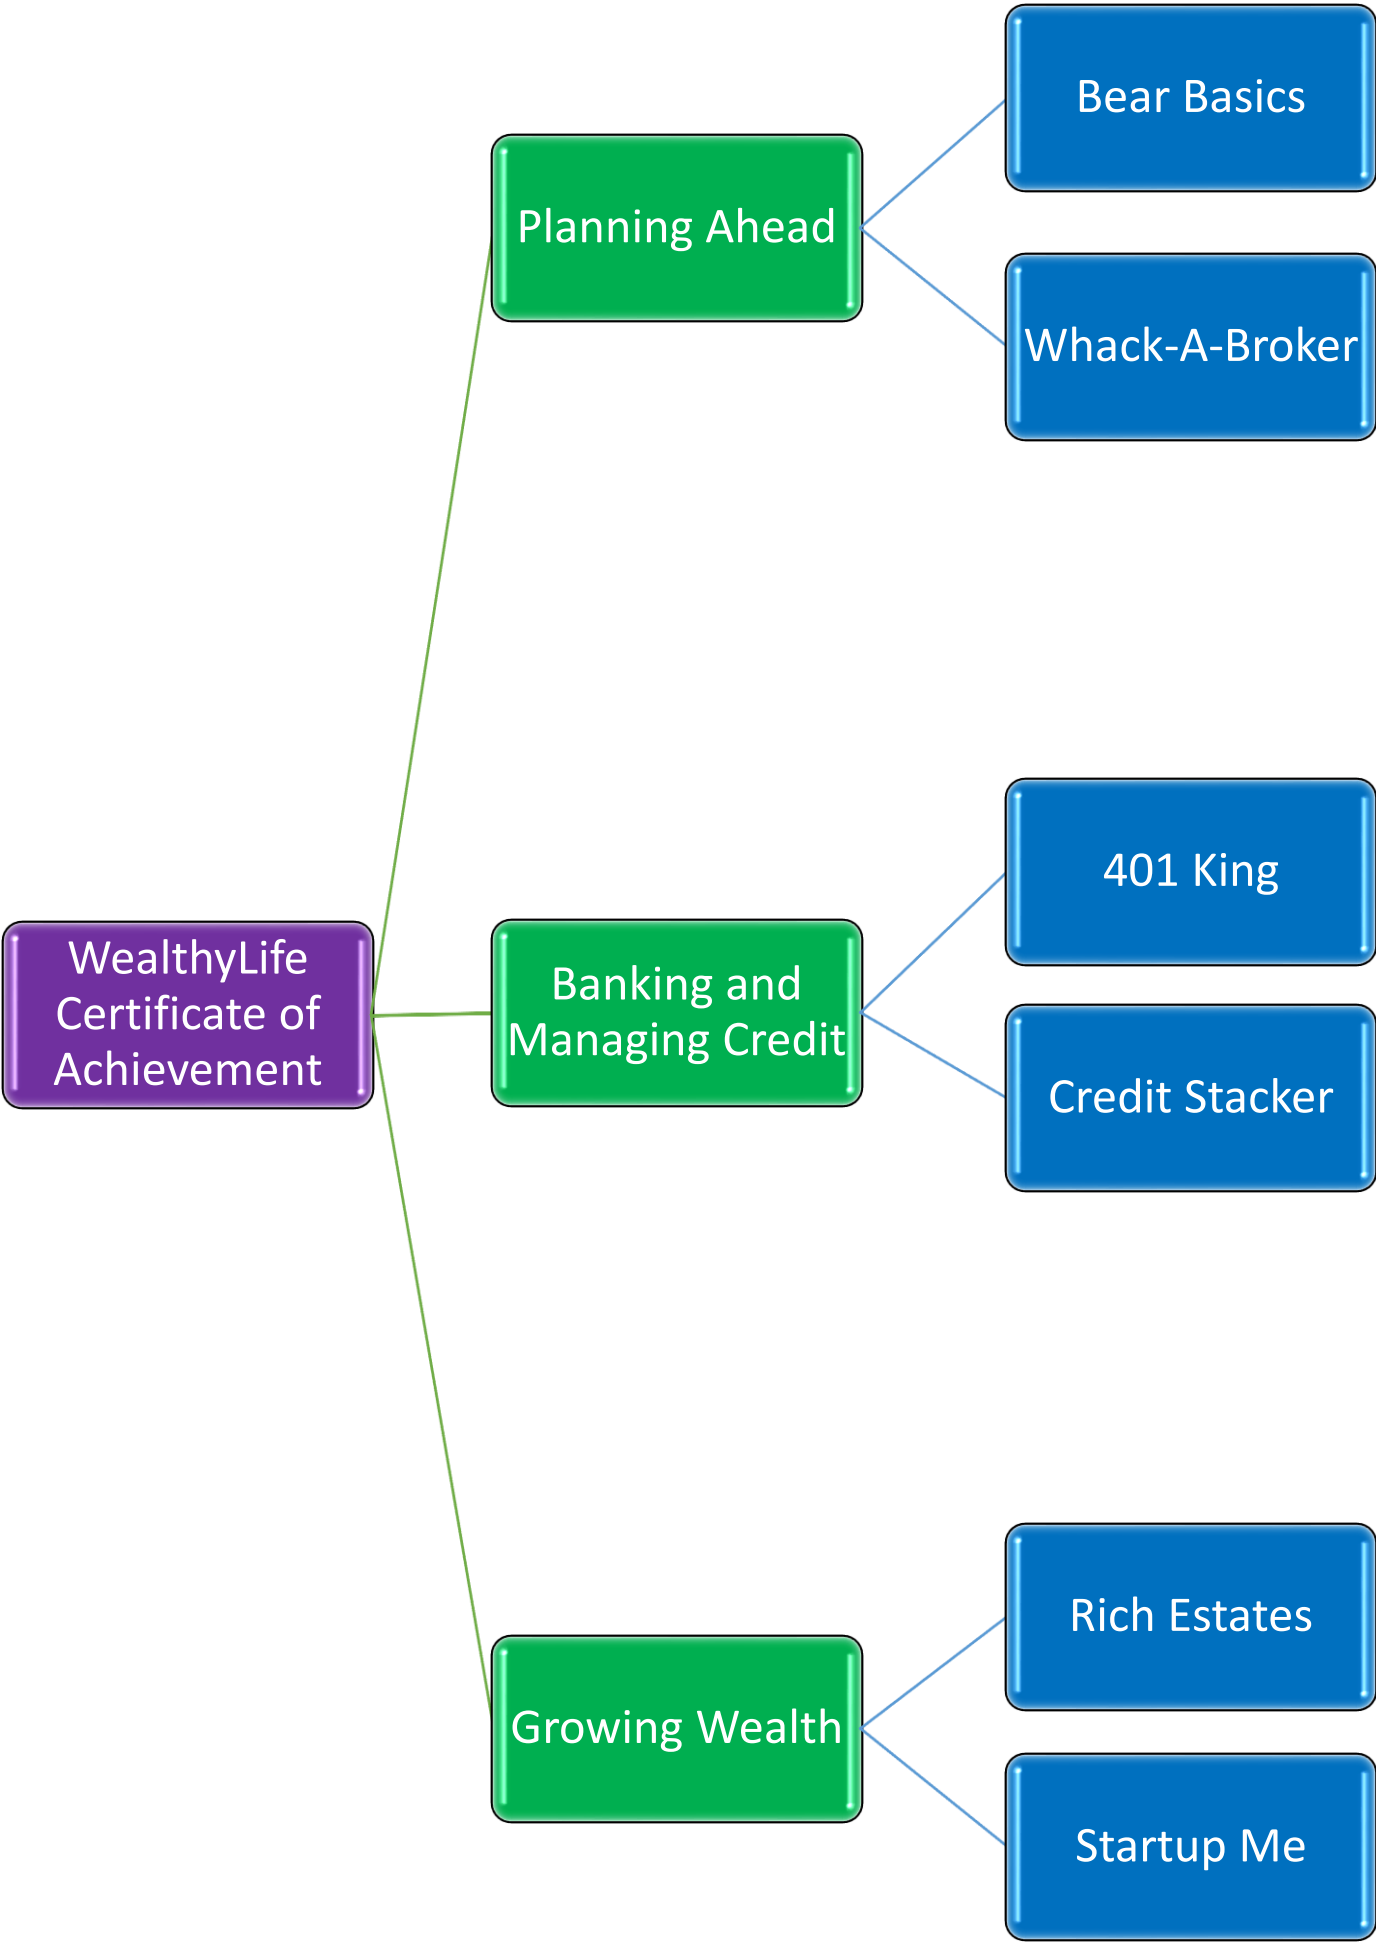 Bear Basics
Planning Ahead
Whack-A-Broker
401 King
WealthyLife
Certificate of
Achievement
Banking and
Managing Credit
Credit Stacker
Rich Estates
Growing Wealth
Startup Me